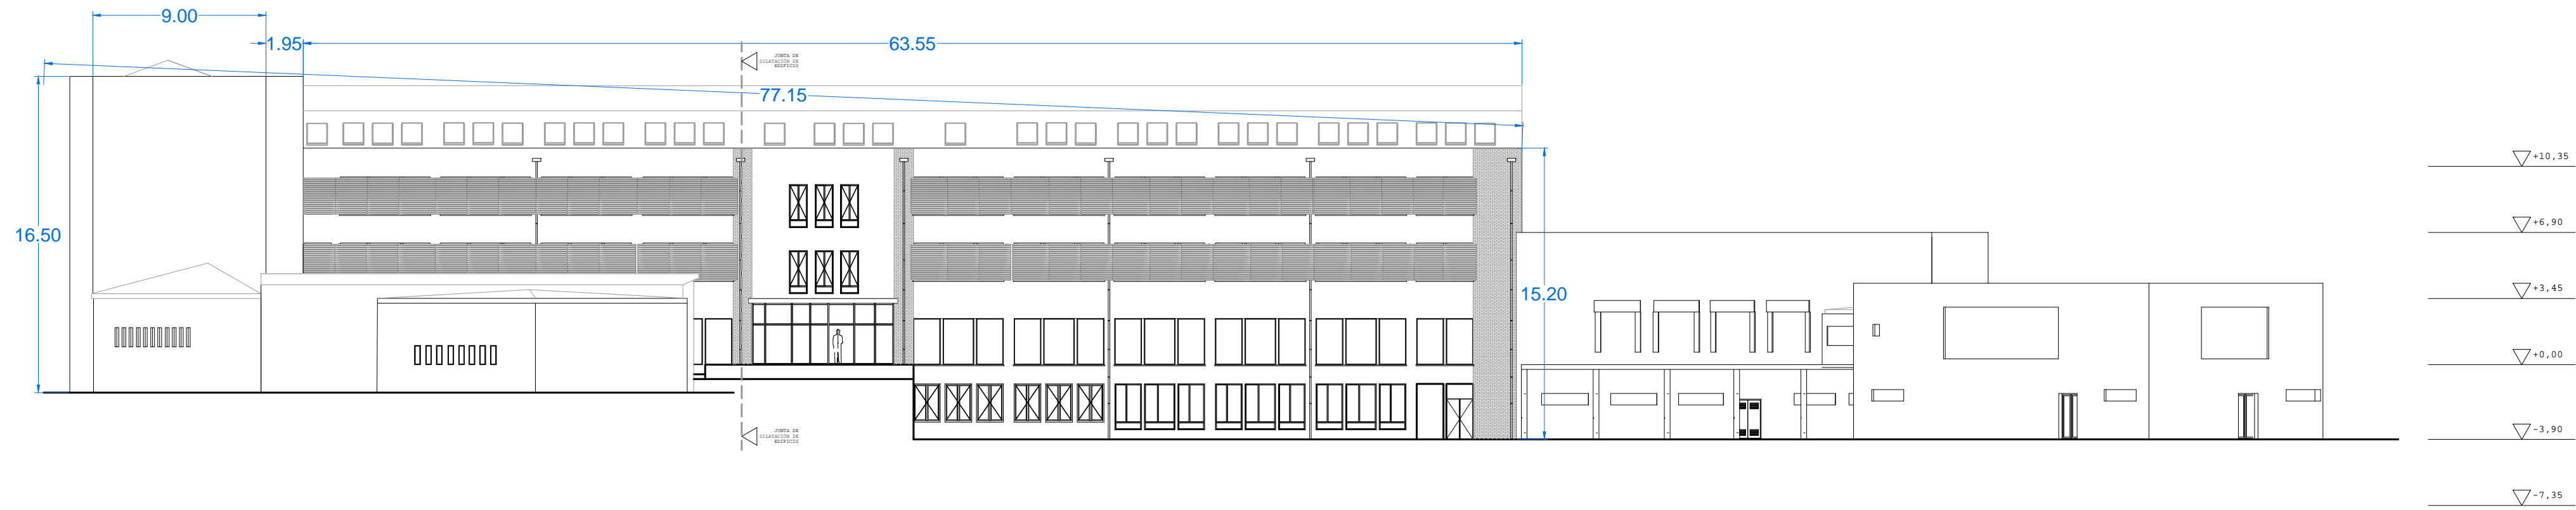 9.00
1.95
63.55
JUNTA DE
DILATACIÓN DE
EDIFICIO
77.15
+10,35
+6,90
16.50
+3,45
15.20
+0,00
JUNTA DE
DILATACIÓN DE
EDIFICIO
-3,90
-7,35